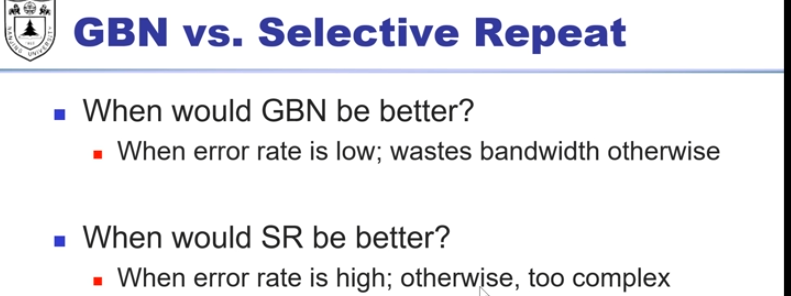 GBN vs. Selective Repeat
When would GBN be better?
When error rate is low; wastes bandwidth otherwise
When would SR be better?
When error rate is high; otherwise, too complex